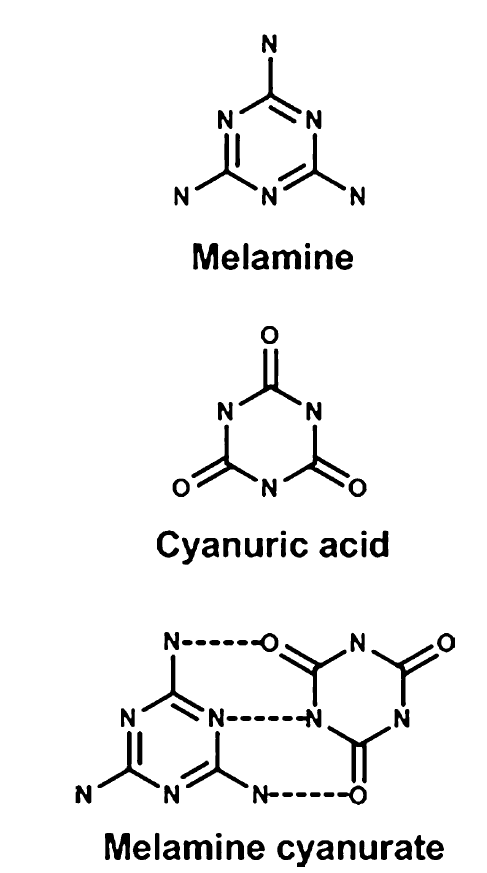 N
N N
N N N
Melamine
O
N N
O N O
Cyanuric acid
N O N O
N N N N
N N N O
Melamine cyanurate